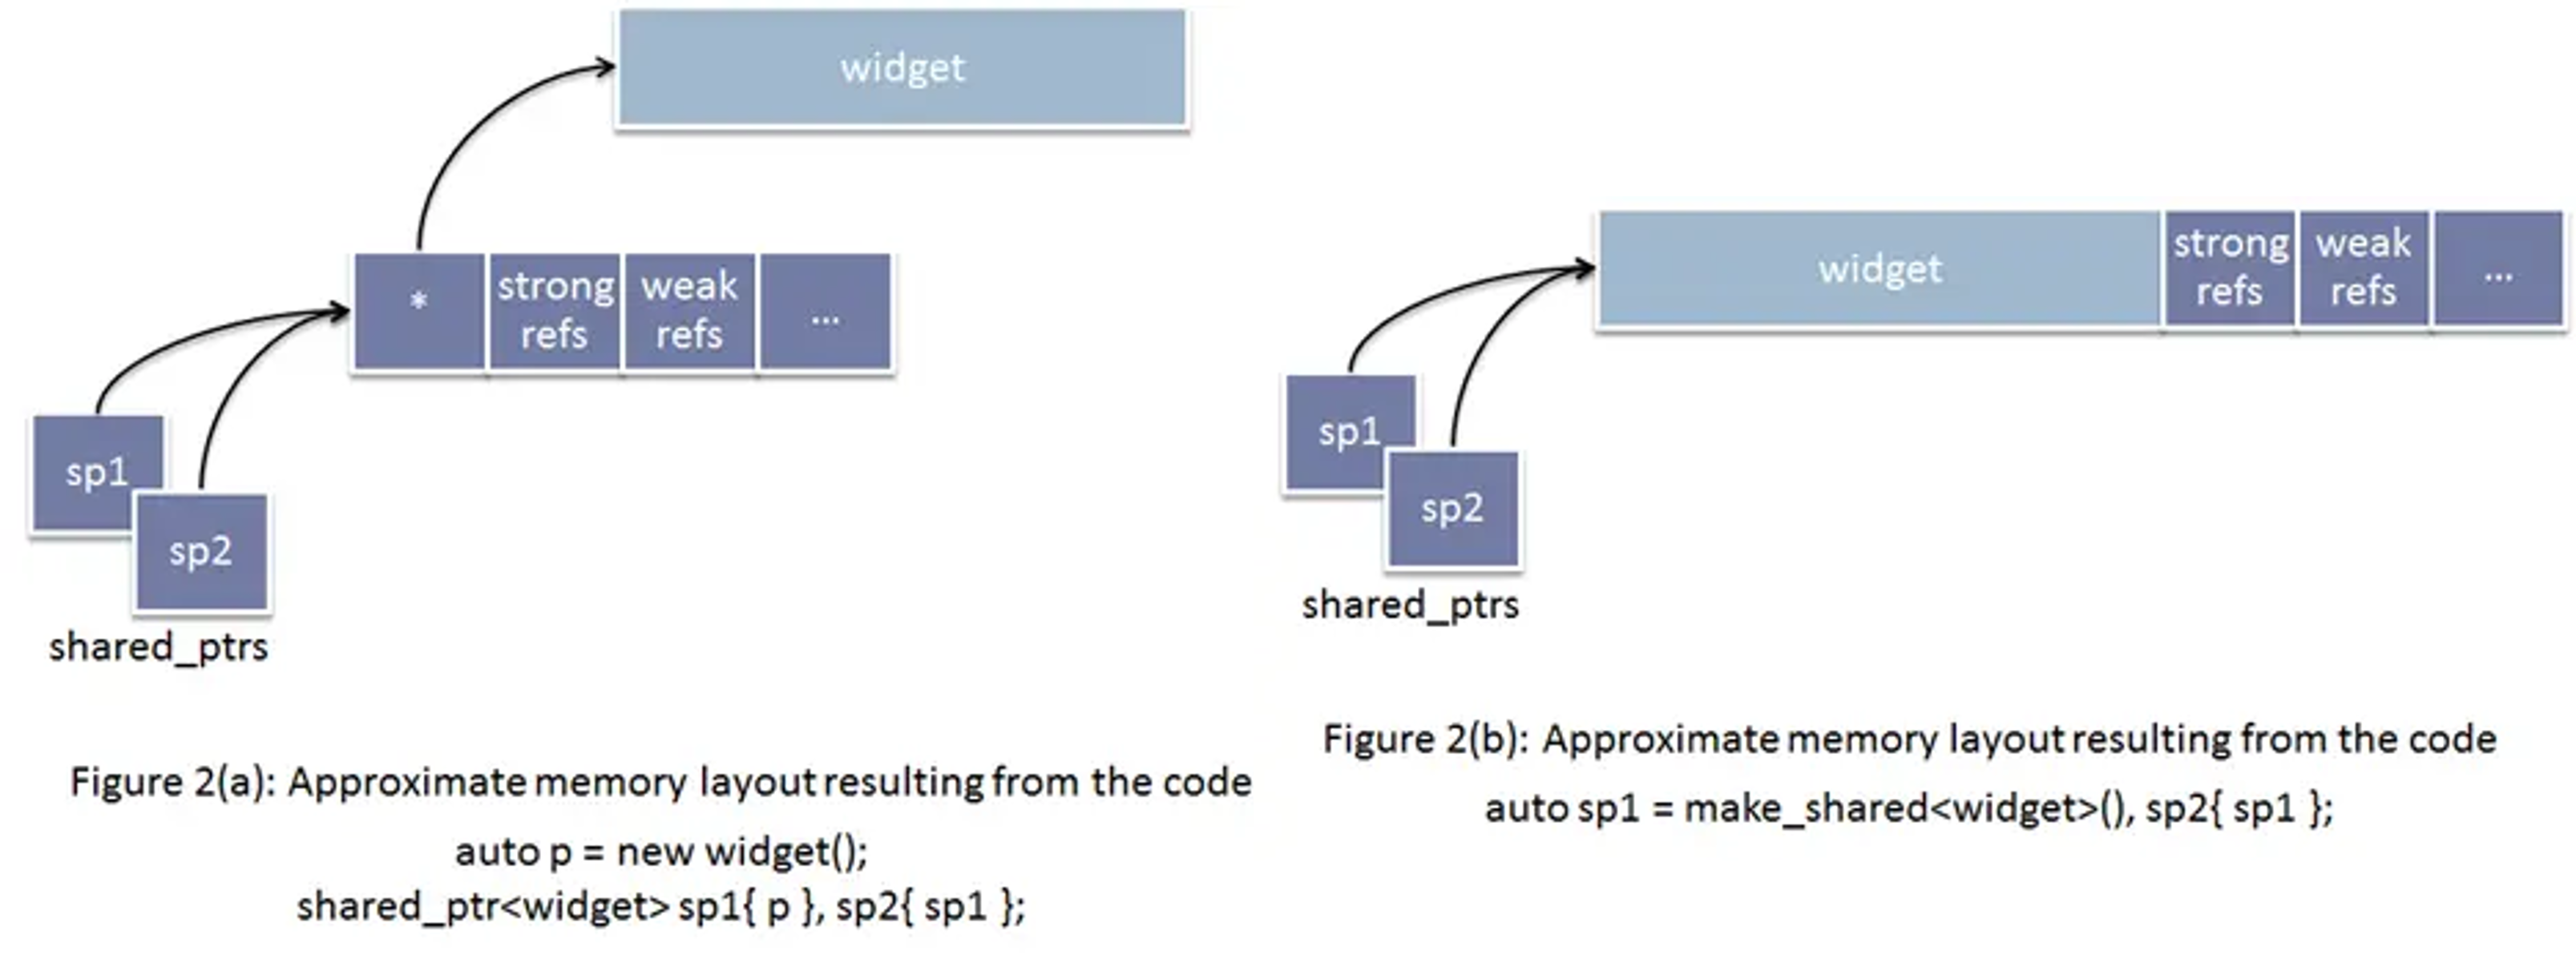 widget
*
strong
refs
weak
refs
...
sp1
sp2
shared_ptrs
Figure 2(a): Approximate memory layout resulting from the code
auto p = new widget();
shared_ptr<widget> sp1{ p }, sp2{ sp1 };
widget
strong
refs
weak
refs
...
sp1
sp2
shared_ptrs
Figure 2(b): Approximate memory layout resulting from the code
auto sp1 = make_shared<widget>(), sp2{ sp1 };